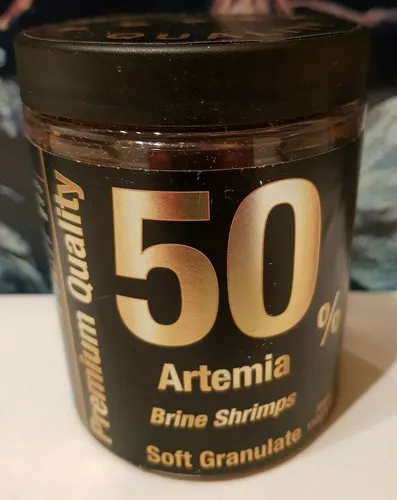 Premium Quality
50
%
Artemia
Brine Shrimps
Soft Granulate